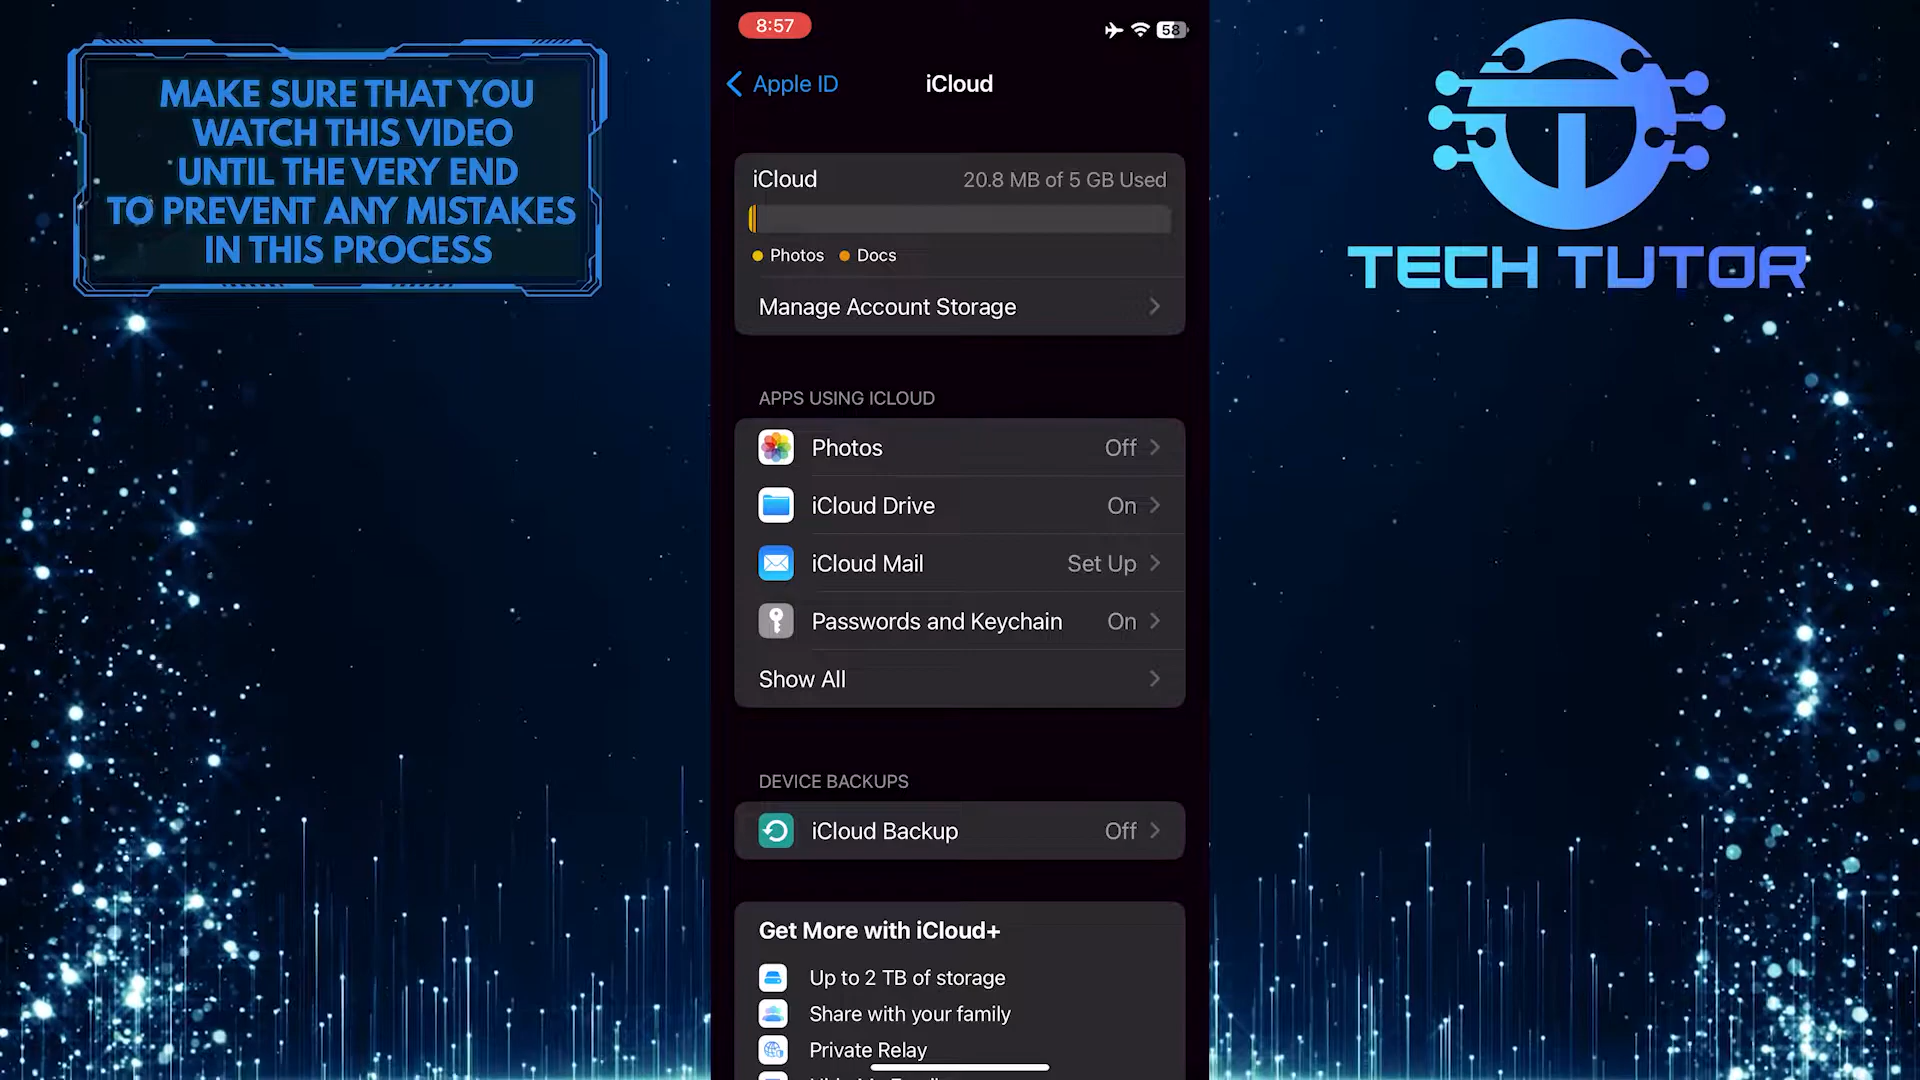 MAKE SURE THAT YOU
WATCH THIS VIDEO
UNTIL THE VERY END
TO PREVENT ANY MISTAKES
IN THIS PROCESS
8:57
58
Apple ID
iCloud
iCloud
20.8 MB of 5 GB Used
Photos
Docs
Manage Account Storage
APPS USING ICLOUD
Photos
Off
iCloud Drive
On
iCloud Mail
Set Up
Passwords and Keychain
On
Show All
DEVICE BACKUPS
iCloud Backup
Off
Get More with iCloud+
Up to 2 TB of storage
Share with your family
Private Relay
TECH TUTOR